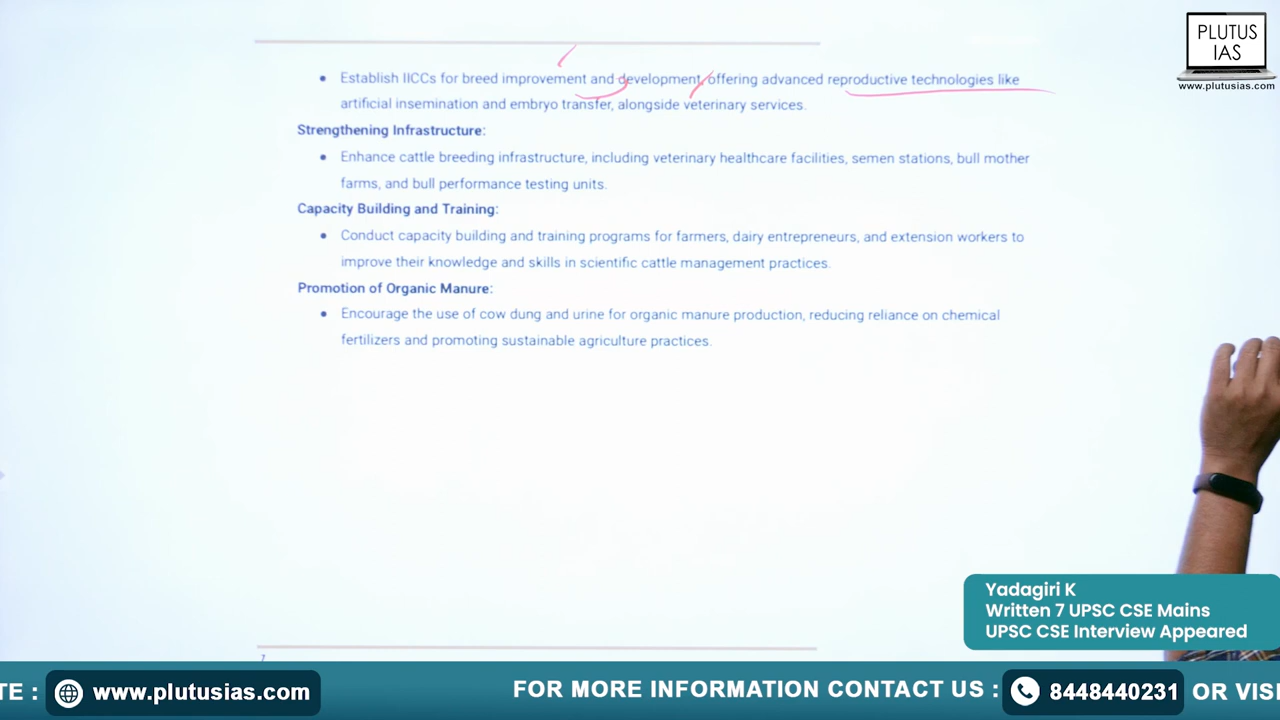 PLUTUS
IAS
www.plutusias.com
• Establish IICCs for breed improvement and development, offering advanced reproductive technologies like
artificial insemination and embryo transfer, alongside veterinary services.
Strengthening Infrastructure:
• Enhance cattle breeding infrastructure, including veterinary healthcare facilities, semen stations, bull mother
farms, and bull performance testing units.
Capacity Building and Training:
• Conduct capacity building and training programs for farmers, dairy entrepreneurs, and extension workers to
improve their knowledge and skills in scientific cattle management practices.
Promotion of Organic Manure:
• Encourage the use of cow dung and urine for organic manure production, reducing reliance on chemical
fertilizers and promoting sustainable agriculture practices.
Yadagiri K
Written 7 UPSC CSE Mains
UPSC CSE Interview Appeared
TE : www.plutusias.com FOR MORE INFORMATION CONTACT US : 8448440231 OR VISI